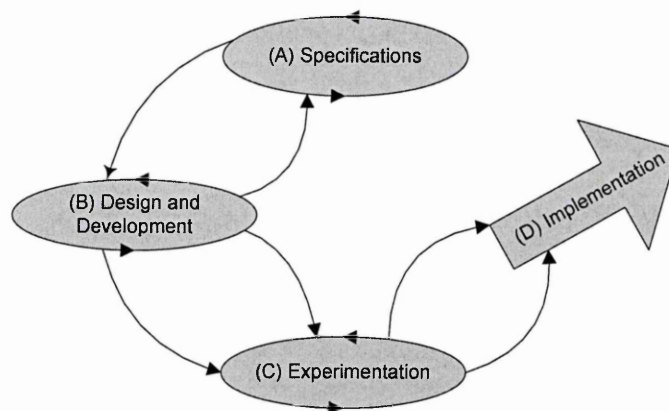 (A) Specifications
(B) Design and
Development
(C) Experimentation
(D) Implementation